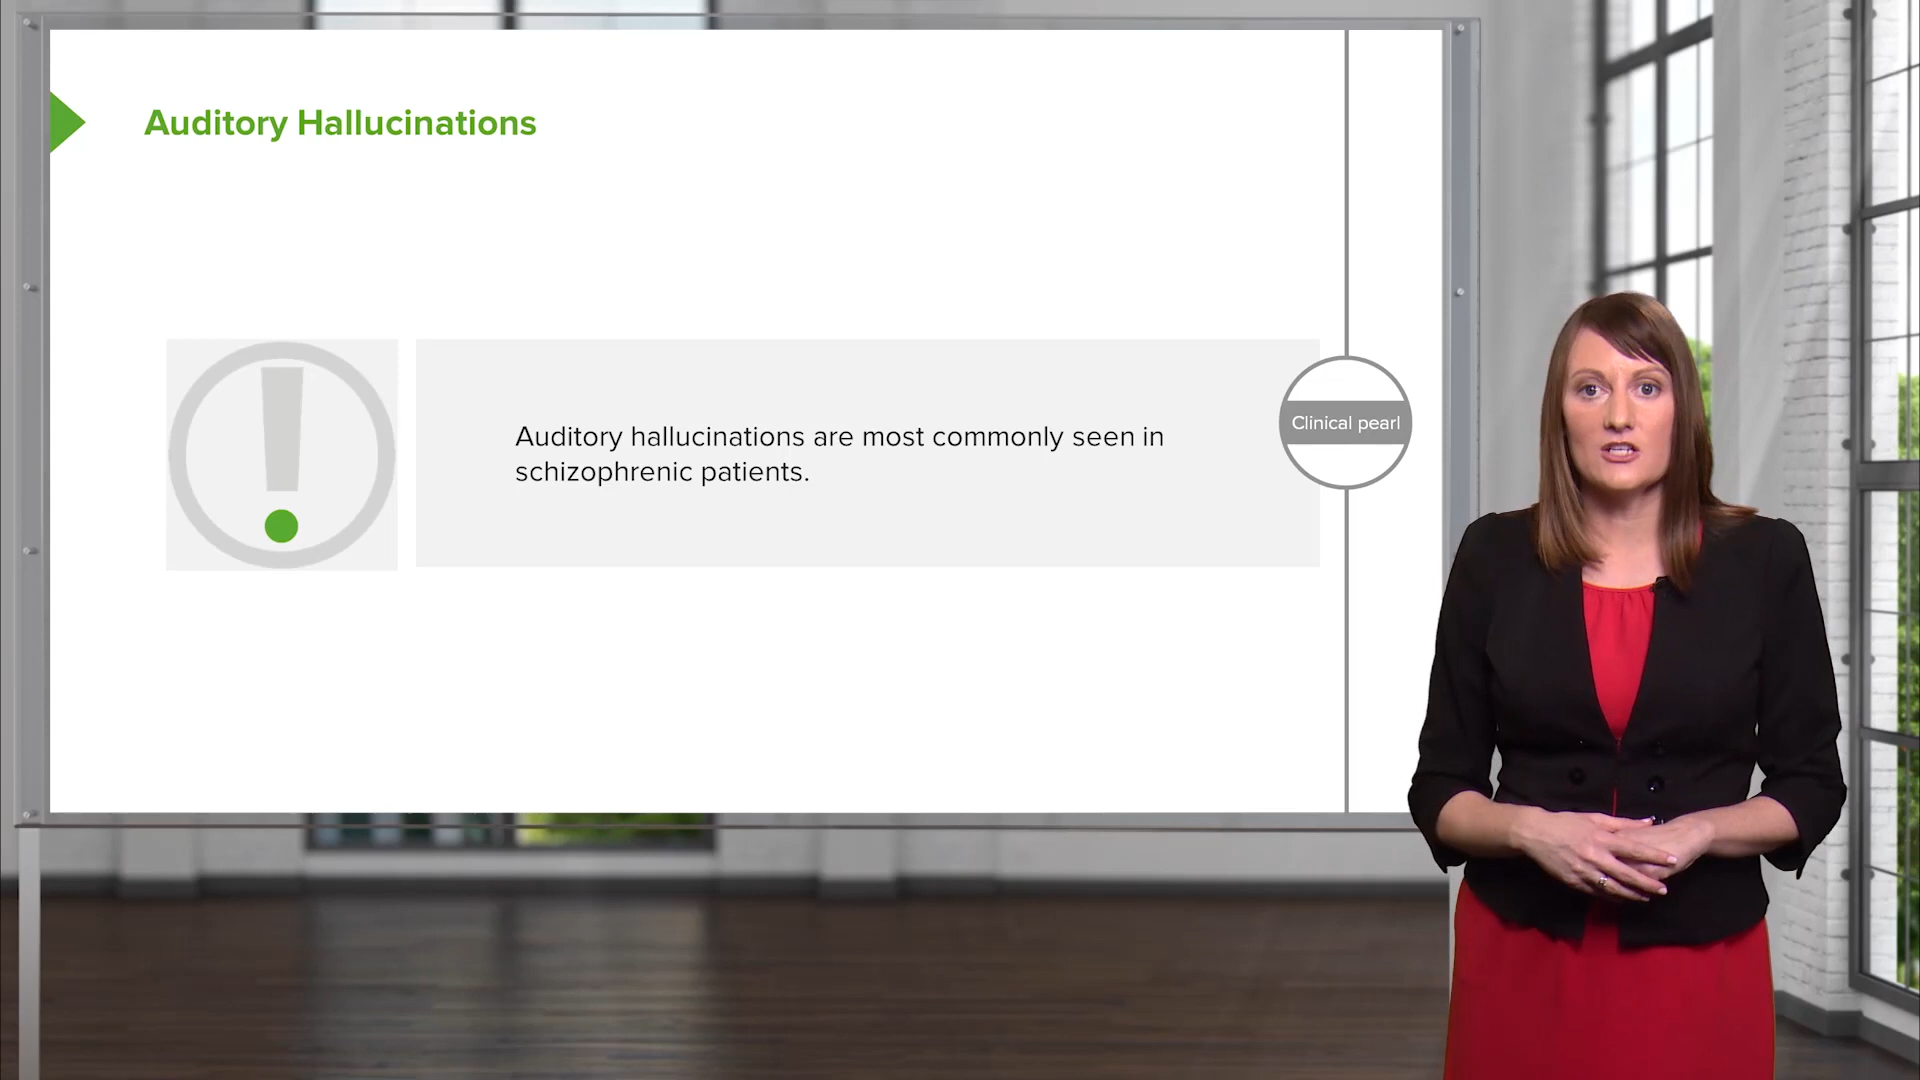 Auditory Hallucinations
Auditory hallucinations are most commonly seen in
schizophrenic patients.
Clinical pearl